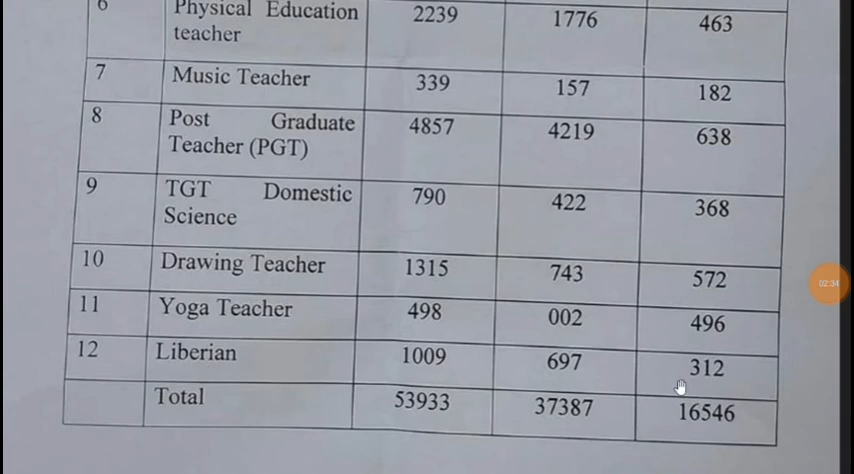 6 Physical Education 2239 1776 463
teacher
7 Music Teacher 339 157 182
8 Post Graduate 4857 4219 638
Teacher (PGT)
9 TGT Domestic 790 422 368
Science
10 Drawing Teacher 1315 743 572
11 Yoga Teacher 498 002 496
12 Liberian 1009 697 312
Total 53933 37387 16546
02:34